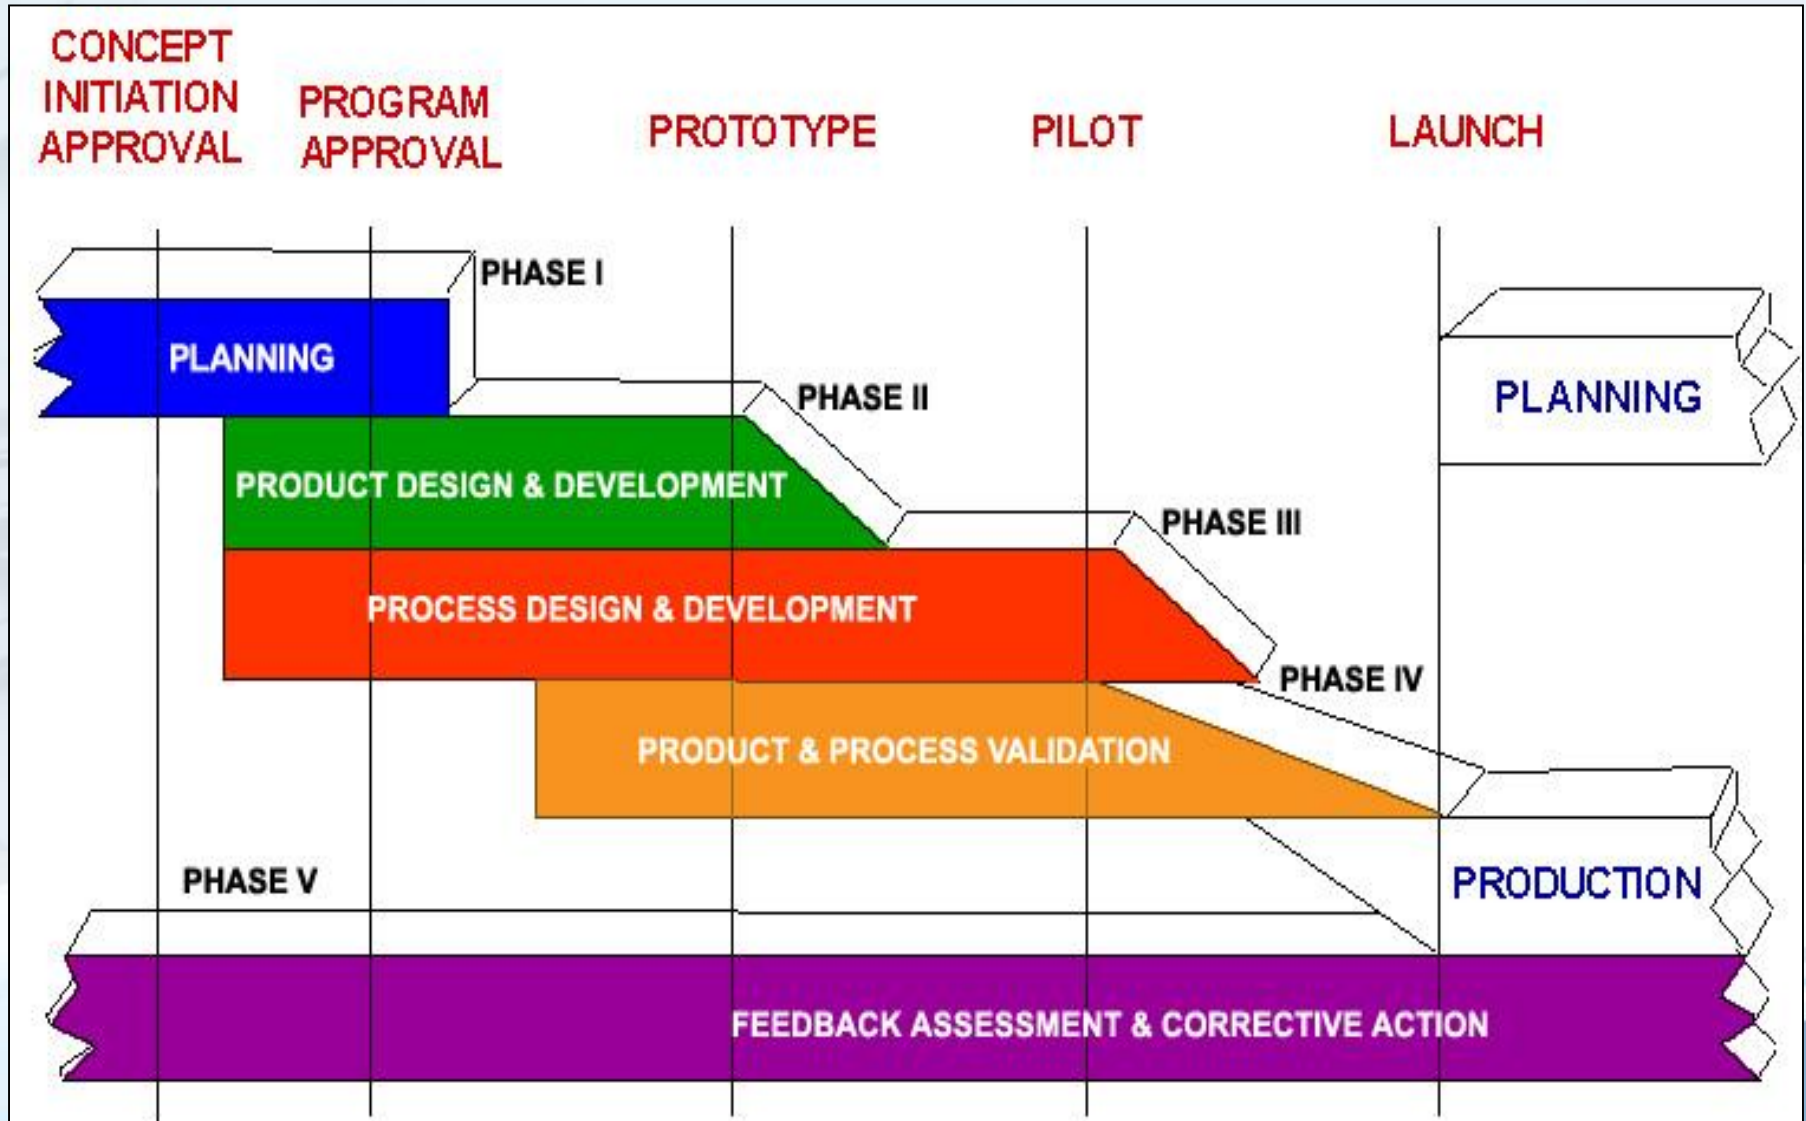 CONCEPT
INITIATION
APPROVAL
PROGRAM
APPROVAL
PROTOTYPE
PILOT
LAUNCH
PHASE I
PLANNING
PHASE II
PLANNING
PRODUCT DESIGN & DEVELOPMENT
PHASE III
PROCESS DESIGN & DEVELOPMENT
PHASE IV
PRODUCT & PROCESS VALIDATION
PHASE V
PRODUCTION
FEEDBACK ASSESSMENT & CORRECTIVE ACTION